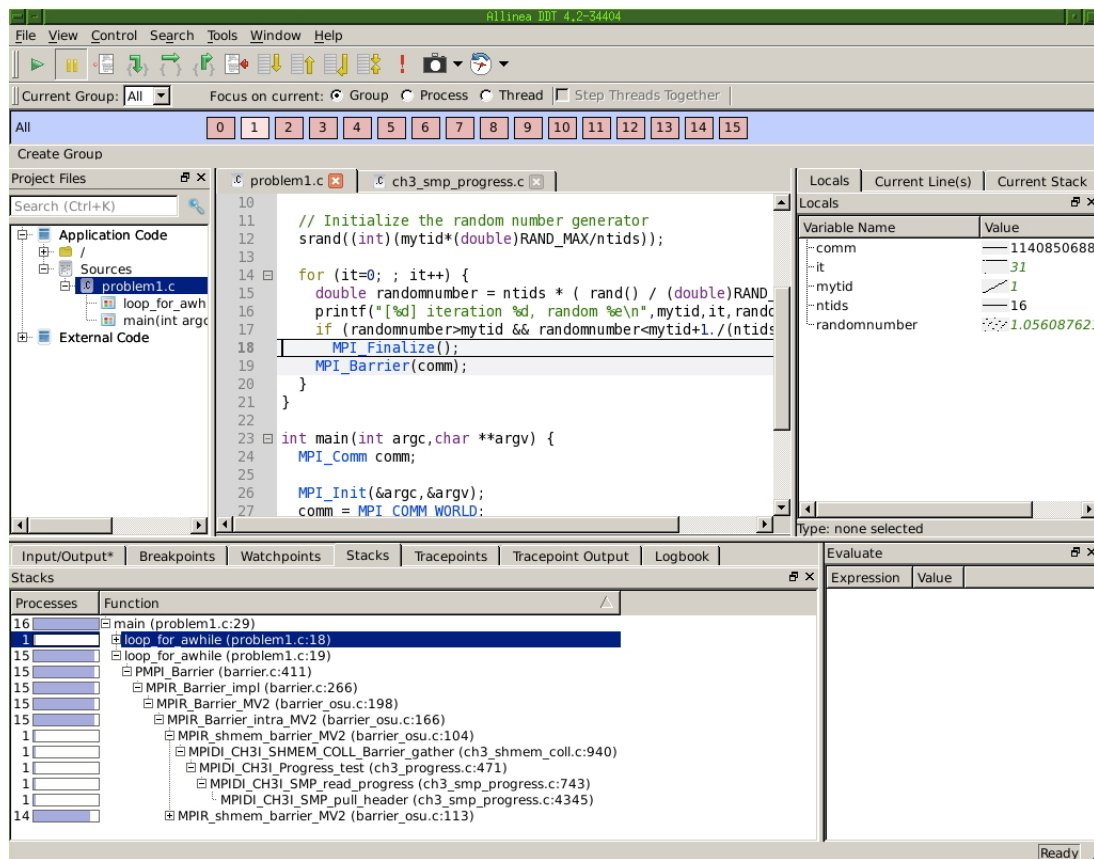 Allinea DDT 4.2-34404
File View Control Search Tools Window Help
Current Group: All Focus on current: Group Process Thread Step Threads Together
All 0 1 2 3 4 5 6 7 8 9 10 11 12 13 14 15
Create Group
Project Files
Search (Ctrl+K)
Application Code
/
Sources
problem1.c
loop_for_awh
main(int argc
External Code
problem1.c ch3_smp_progress.c
10
11 // Initialize the random number generator
12 srand((int)(mytid*(double)RAND_MAX/ntids));
13
14 for (it=0; ; it++) {
15 double randomnumber = ntids * ( rand() / (double)RAND_
16 printf("[%d] iteration %d, random %e\n",mytid,it,rando
17 if (randomnumber>mytid && randomnumber<mytid+1./(ntids
18 MPI_Finalize();
19 MPI_Barrier(comm);
20 }
21 }
22
23 int main(int argc,char **argv) {
24 MPI_Comm comm;
25
26 MPI_Init(&argc,&argv);
27 comm = MPI_COMM_WORLD;
Locals Current Line(s) Current Stack
Locals
Variable Name Value
comm 1140850688
it 31
mytid 1
ntids 16
randomnumber 1.056087621
Type: none selected
Input/Output* Breakpoints Watchpoints Stacks Tracepoints Tracepoint Output Logbook
Stacks
Processes Function
16 main (problem1.c:29)
1 loop_for_awhile (problem1.c:18)
15 loop_for_awhile (problem1.c:19)
15 PMPI_Barrier (barrier.c:411)
15 MPIR_Barrier_impl (barrier.c:266)
15 MPIR_Barrier_MV2 (barrier_osu.c:198)
15 MPIR_Barrier_intra_MV2 (barrier_osu.c:166)
1 MPIR_shmem_barrier_MV2 (barrier_osu.c:104)
1 MPIDI_CH3I_SHMEM_COLL_Barrier_gather (ch3_shmem_coll.c:940)
1 MPIDI_CH3I_Progress_test (ch3_progress.c:471)
1 MPIDI_CH3I_SMP_read_progress (ch3_smp_progress.c:743)
1 MPIDI_CH3I_SMP_pull_header (ch3_smp_progress.c:4345)
14 MPIR_shmem_barrier_MV2 (barrier_osu.c:113)
Evaluate
Expression Value
Ready